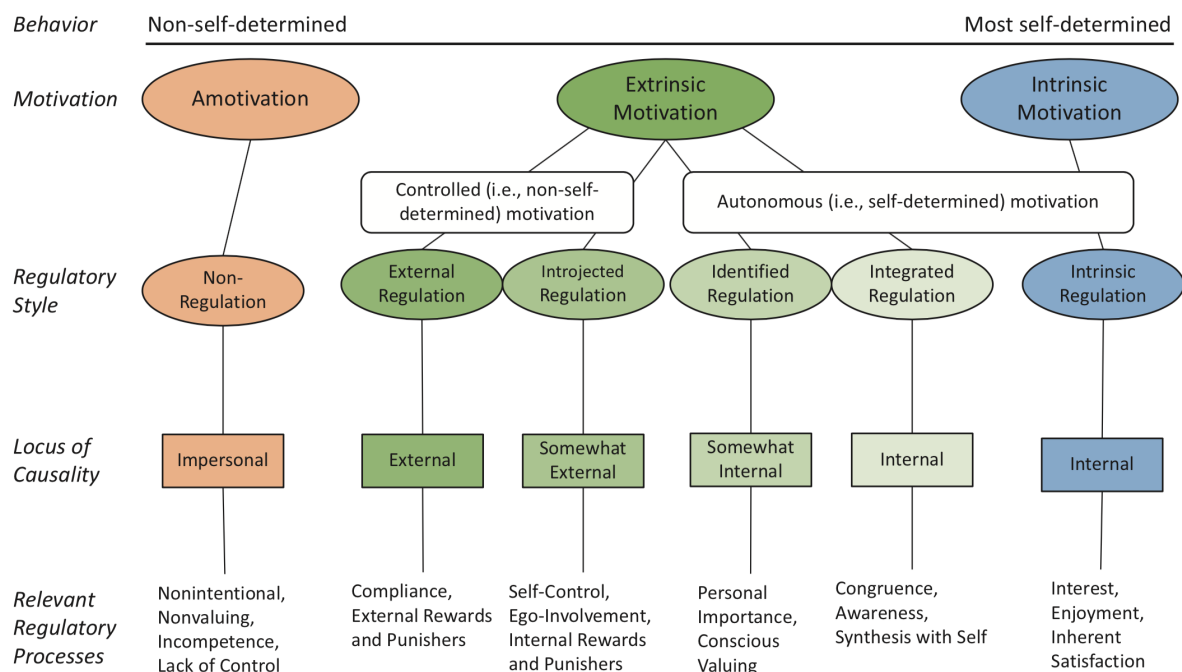 Behavior
Non-self-determined
Most self-determined
Motivation
Amotivation
Extrinsic
Motivation
Intrinsic
Motivation
Controlled (i.e., non-self-
determined) motivation
Autonomous (i.e., self-determined) motivation
Regulatory
Style
Non-
Regulation
External
Regulation
Introjected
Regulation
Identified
Regulation
Integrated
Regulation
Intrinsic
Regulation
Locus of
Causality
Impersonal
External
Somewhat
External
Somewhat
Internal
Internal
Internal
Relevant
Regulatory
Processes
Nonintentional,
Nonvaluing,
Incompetence,
Lack of Control
Compliance,
External Rewards
and Punishers
Self-Control,
Ego-Involvement,
Internal Rewards
and Punishers
Personal
Importance,
Conscious
Valuing
Congruence,
Awareness,
Synthesis with Self
Interest,
Enjoyment,
Inherent
Satisfaction